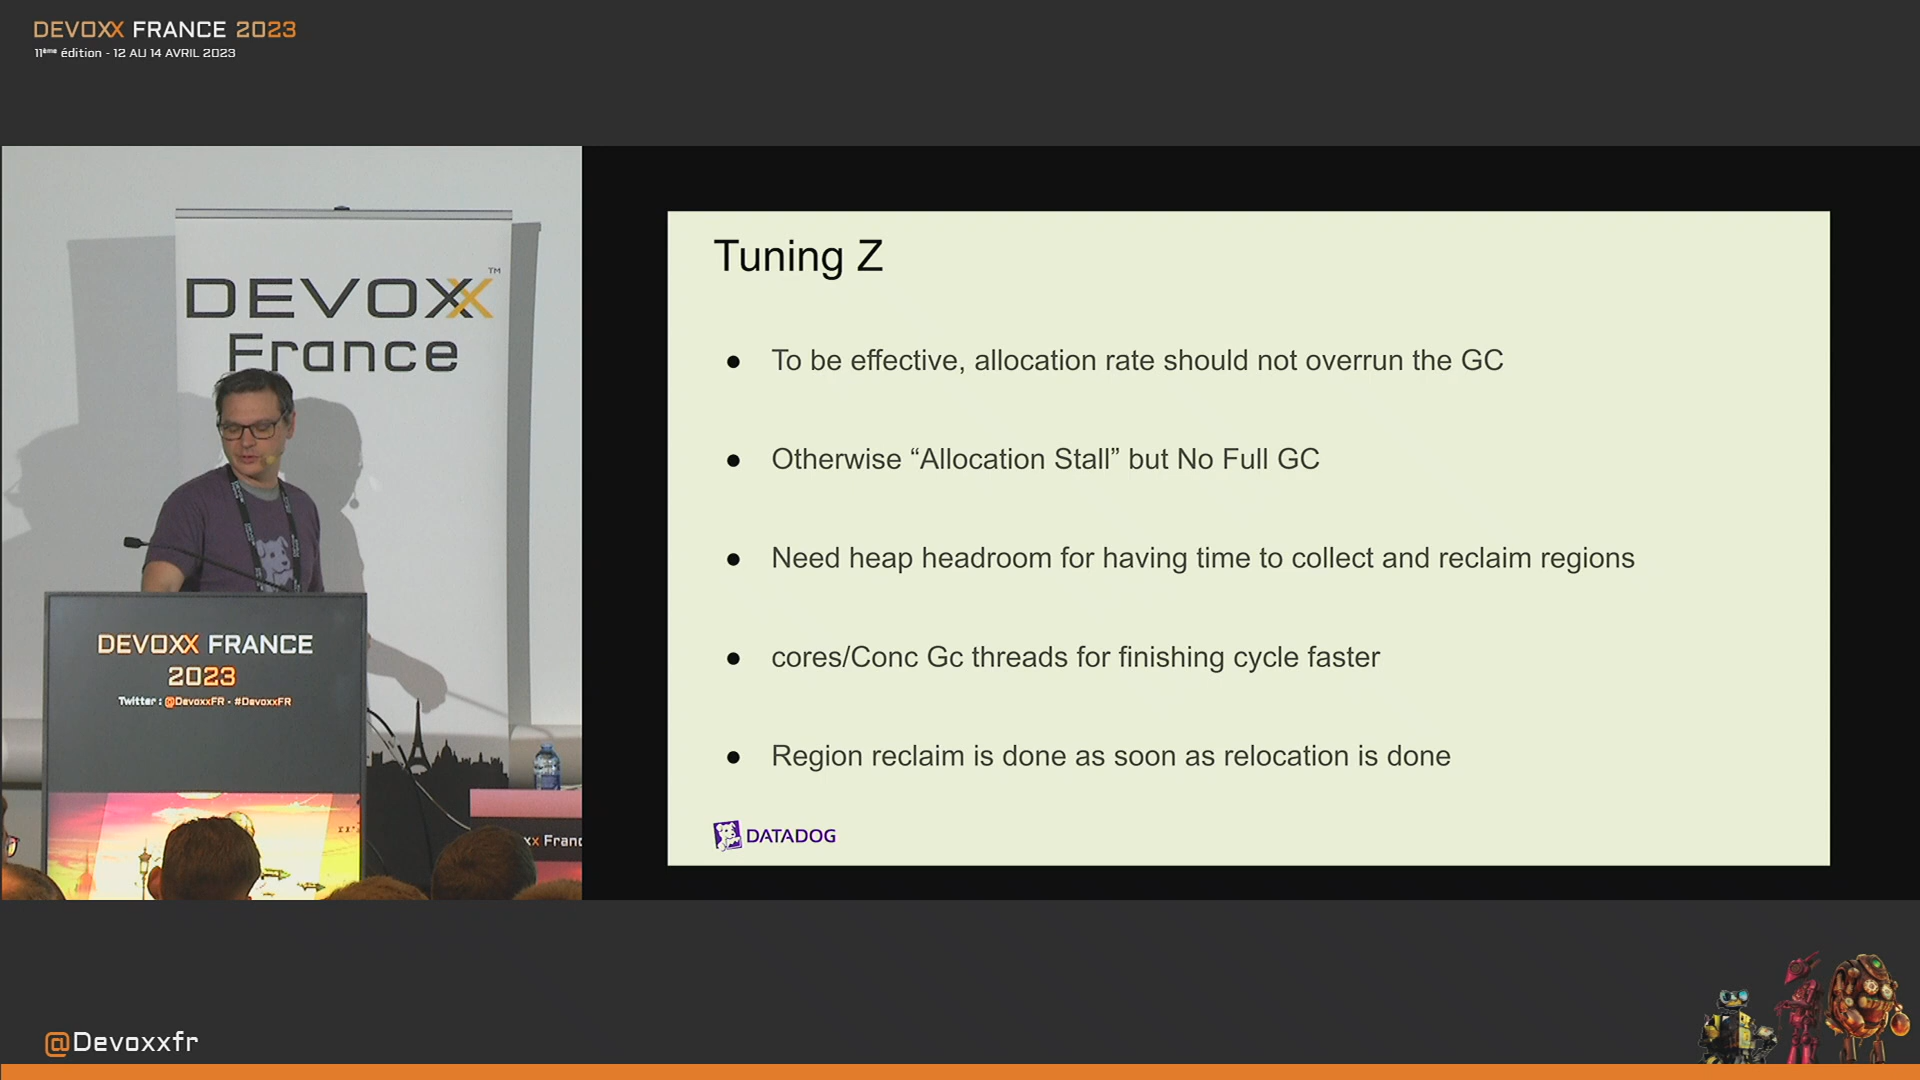 DEVOXX FRANCE 2023
11ème édition - 12 AU 14 AVRIL 2023
DEVOXX™
France
DEVOXX FRANCE
2023
Twitter : @DevoxxFR - #DevoxxFR
xx Franc
Tuning Z
● To be effective, allocation rate should not overrun the GC
● Otherwise “Allocation Stall” but No Full GC
● Need heap headroom for having time to collect and reclaim regions
● cores/Conc Gc threads for finishing cycle faster
● Region reclaim is done as soon as relocation is done
DATADOG
@Devoxxfr